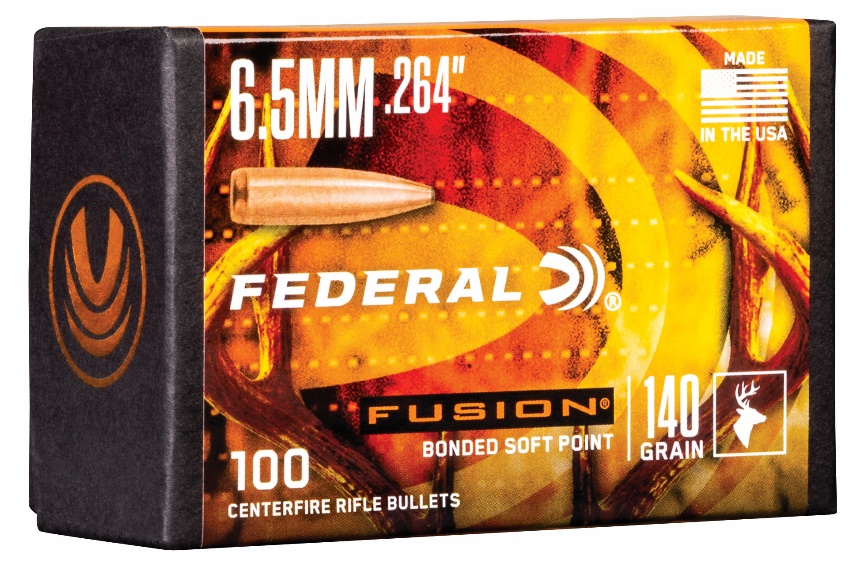 6.5MM .264"
MADE
IN THE USA
FEDERAL ®
FUSION®
BONDED SOFT POINT
140
GRAIN
100
CENTERFIRE RIFLE BULLETS